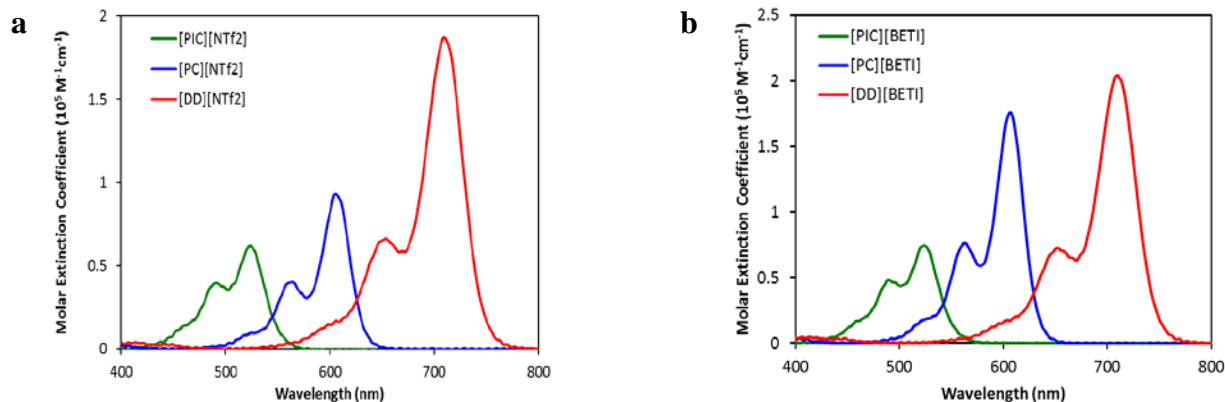 a
Molar Extinction Coefficient (10⁵ M⁻¹cm⁻¹)
2
1.5
1
0.5
0
[PIC][NTf2]
[PC][NTf2]
[DD][NTf2]
400 500 600 700 800
Wavelength (nm)
b
Molar Extinction Coefficient (10⁵ M⁻¹cm⁻¹)
2.5
2
1.5
1
0.5
0
[PIC][BETI]
[PC][BETI]
[DD][BETI]
400 500 600 700 800
Wavelength (nm)